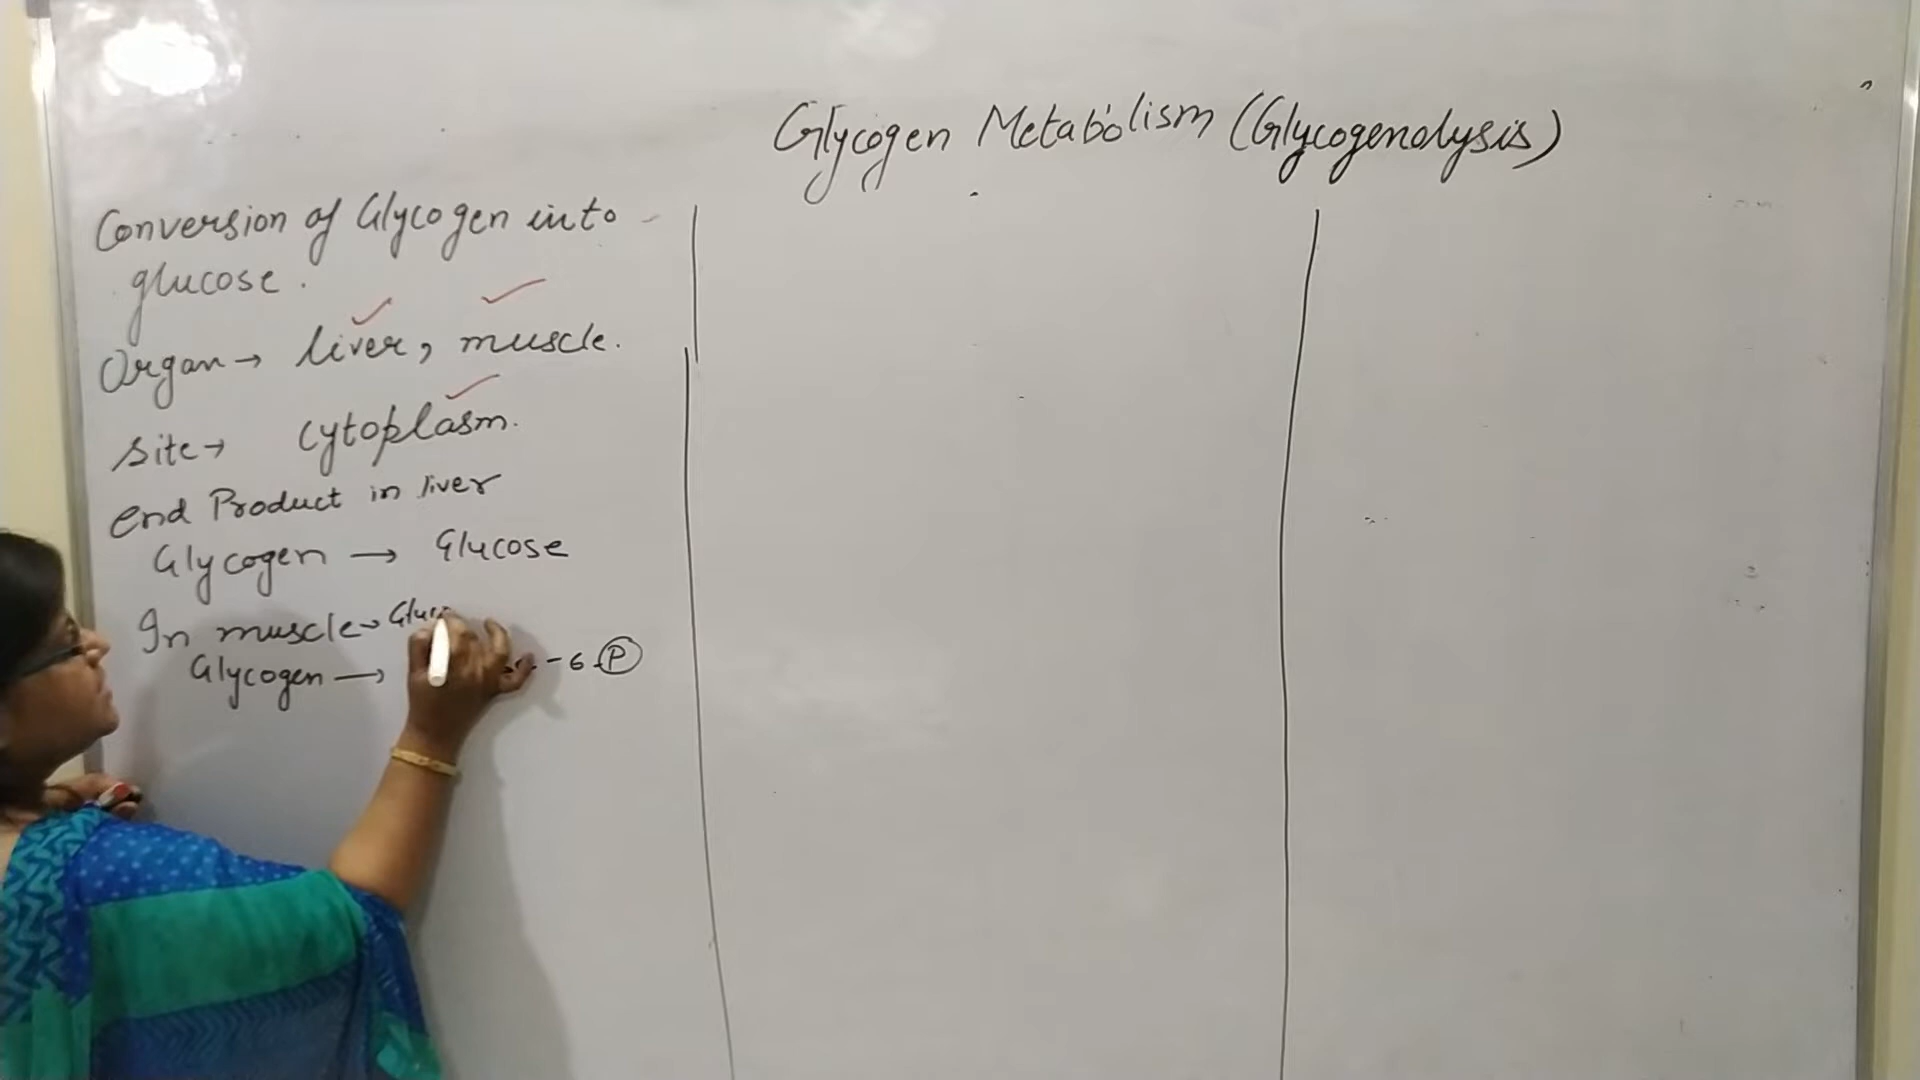 Glycogen Metabolism (Glycogenolysis)
Conversion of Glycogen into
glucose.
Organ → liver, muscle.
Site → Cytoplasm.
End Product in liver
Glycogen → Glucose
In muscle →
Glycogen → -6-P